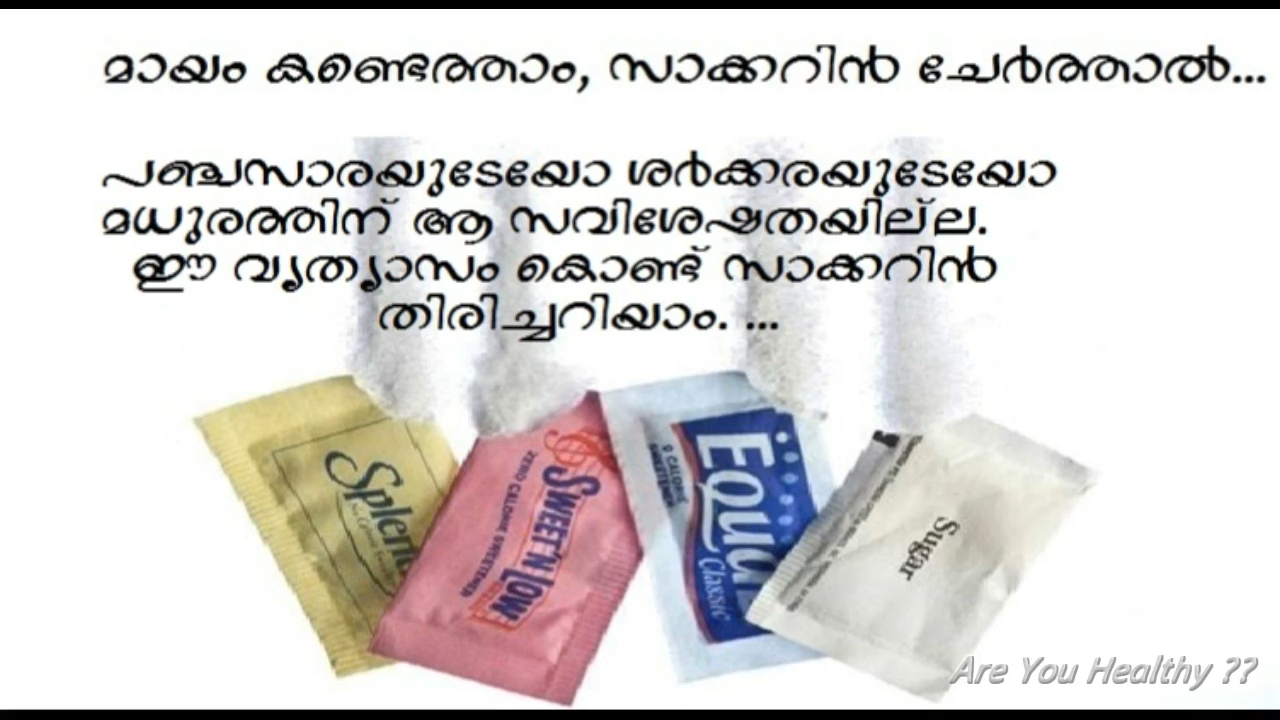 മായം കണ്ടെത്താം, സാക്കറിൻ ചേർത്താൽ...
പഞ്ചസാരയുടേയോ ശർക്കരയുടേയോ
മധുരത്തിന് ആ സവിശേഷതയില്ല.
ഈ വ്യത്യാസം കൊണ്ട് സാക്കറിൻ
തിരിച്ചറിയാം. ...
SWEET'N LOW
ZERO CALORIE SWEETENER
0 CALORIE
SWEETENER
Equal
Classic
Sugar
Are You Healthy ??